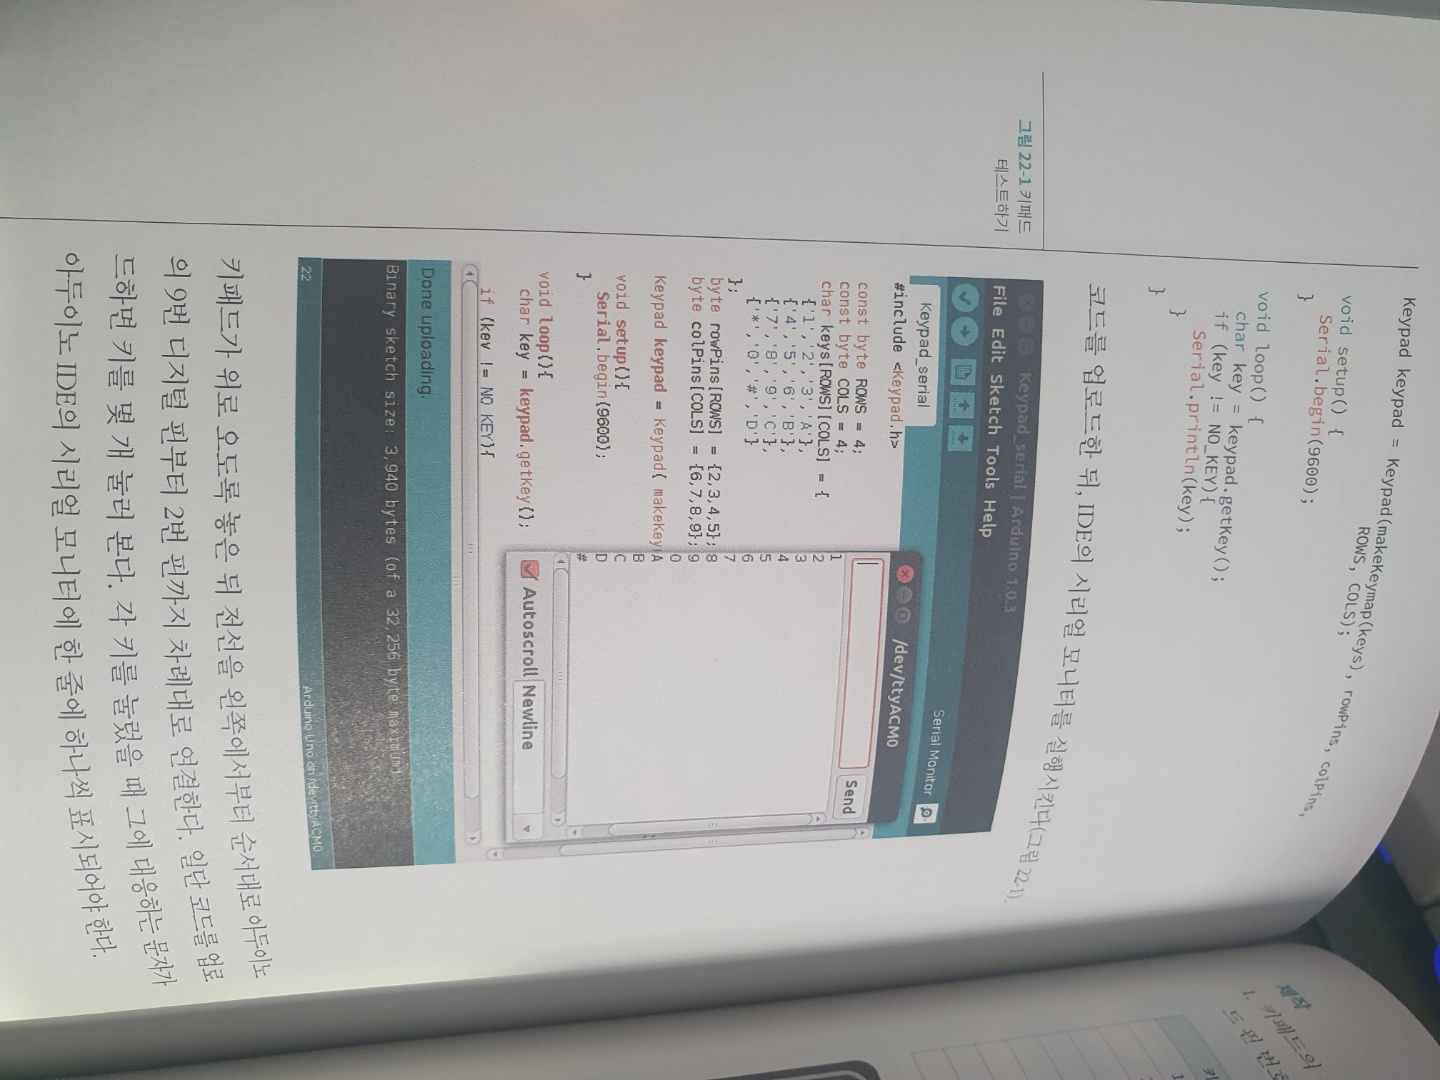 Keypad keypad = Keypad(makeKeymap(keys), rowPins, colPins,
ROWS, COLS);
void setup() {
Serial.begin(9600);
}
void loop() {
char key = keypad.getKey();
if (key != NO_KEY){
Serial.println(key);
}
}
코드를 업로드한 뒤, IDE의 시리얼 모니터를 실행시킨다(그림 22-1).
그림 22-1 키패드
테스트하기
Keypad_serial | Arduino 1.0.3
File Edit Sketch Tools Help
Serial Monitor
Keypad_serial
#include <Keypad.h>
const byte ROWS = 4;
const byte COLS = 4;
char keys[ROWS][COLS] = {
{'1','2','3','A'},
{'4','5','6','B'},
{'7','8','9','C'},
{'*','0','#','D'}
};
byte rowPins[ROWS] = {2,3,4,5};
byte colPins[COLS] = {6,7,8,9};
Keypad keypad = Keypad( makeKey
void setup(){
Serial.begin(9600);
}
void loop(){
char key = keypad.getKey();
if (key != NO_KEY){
/dev/ttyACM0
Send
1
2
3
4
5
6
7
8
9
0
A
B
C
D
#
Autoscroll
Newline
Done uploading.
Binary sketch size: 3,940 bytes (of a 32,256 byte maximum)
22
Arduino Uno on /dev/ttyACM0
키패드가 위로 오도록 놓은 뒤 전선을 왼쪽에서부터 순서대로 아두이노
의 9번 디지털 핀부터 2번 핀까지 차례대로 연결한다. 일단 코드를 업로
드하면 키를 몇 개 눌러 본다. 각 키를 눌렀을 때 그에 대응하는 문자가
아두이노 IDE의 시리얼 모니터에 한 줄에 하나씩 표시되어야 한다.
제작
1. 키패드의
드 핀 번호